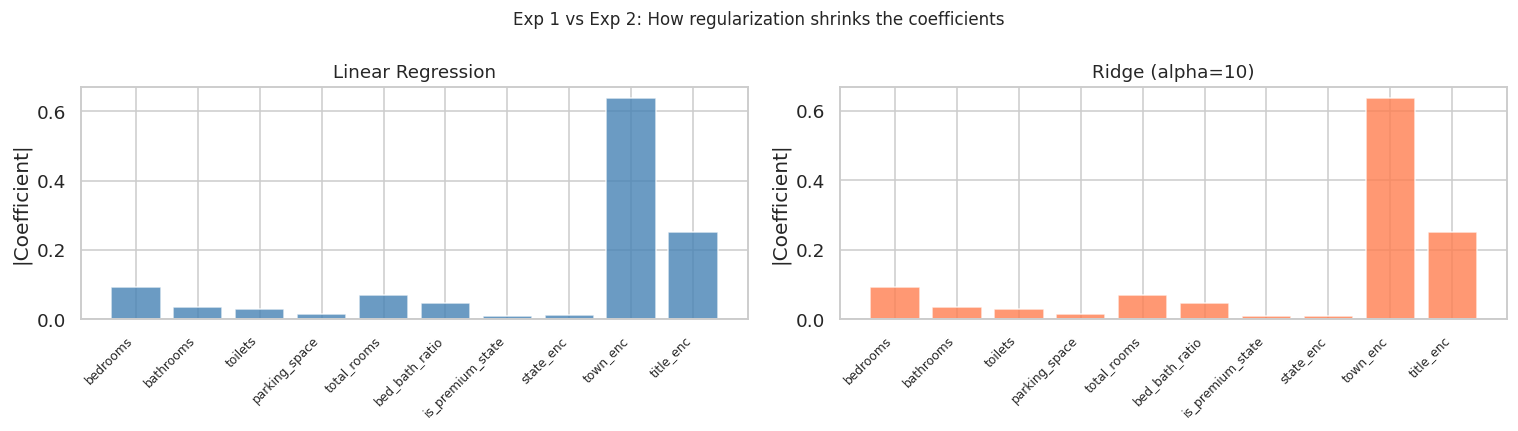 Exp 1 vs Exp 2: How regularization shrinks the coefficients
Linear Regression
|Coefficient|
0.6
0.4
0.2
0.0
bedrooms
bathrooms
toilets
parking_space
total_rooms
bed_bath_ratio
is_premium_state
state_enc
town_enc
title_enc
Ridge (alpha=10)
|Coefficient|
0.6
0.4
0.2
0.0
bedrooms
bathrooms
toilets
parking_space
total_rooms
bed_bath_ratio
is_premium_state
state_enc
town_enc
title_enc